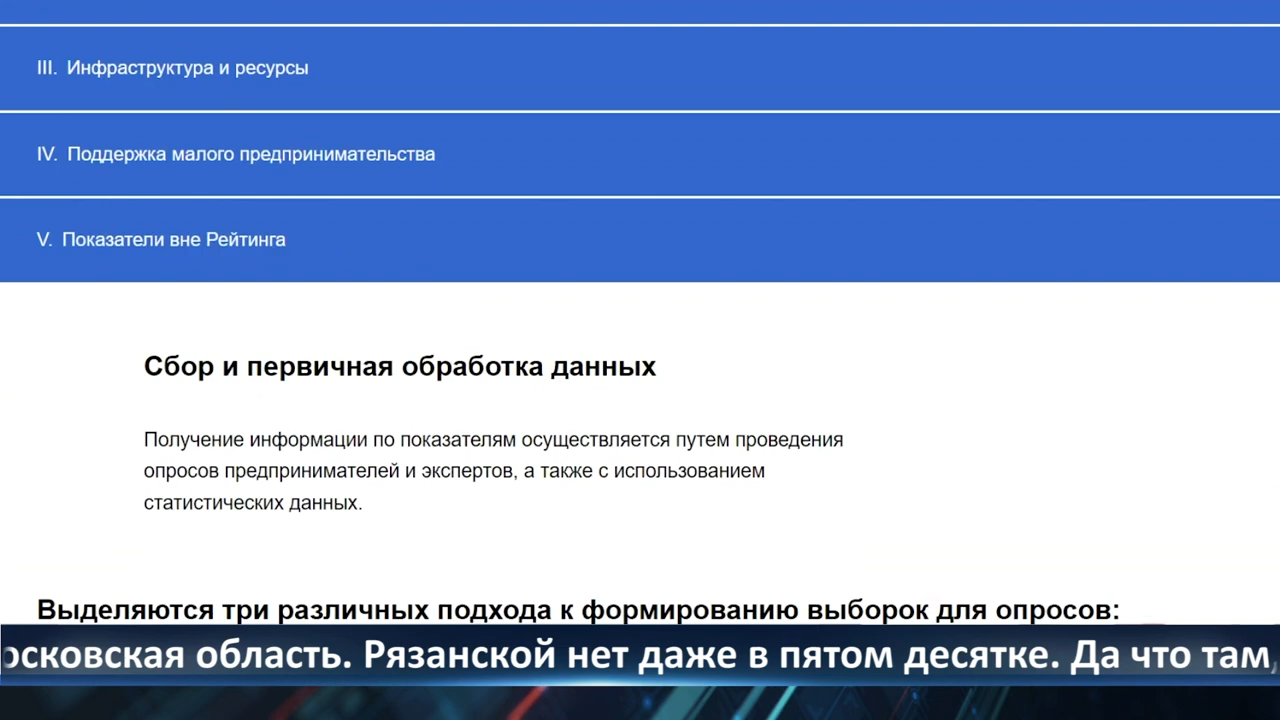 III. Инфраструктура и ресурсы
IV. Поддержка малого предпринимательства
V. Показатели вне Рейтинга
Сбор и первичная обработка данных
Получение информации по показателям осуществляется путем проведения
опросов предпринимателей и экспертов, а также с использованием
статистических данных.
Выделяются три различных подхода к формированию выборок для опросов:
осковская область. Рязанской нет даже в пятом десятке. Да что там,